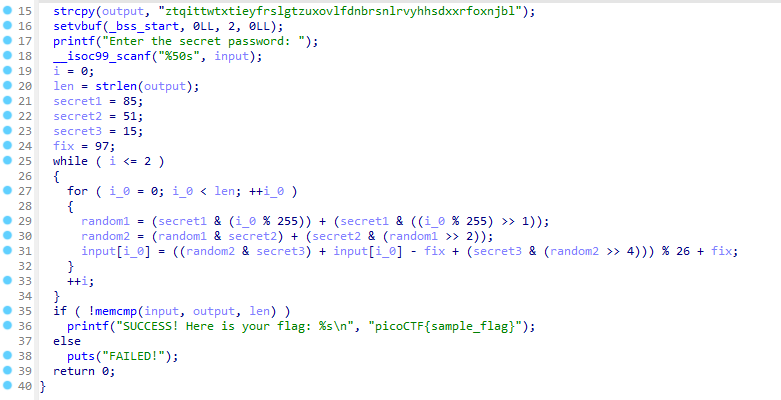 15 strcpy(output, "ztqittwtxtieyfrslgtzuxovlfdnbrsnlrvyhhsdxxrfoxnjbl");
16 setvbuf(_bss_start, 0LL, 2, 0LL);
17 printf("Enter the secret password: ");
18 __isoc99_scanf("%50s", input);
19 i = 0;
20 len = strlen(output);
21 secret1 = 85;
22 secret2 = 51;
23 secret3 = 15;
24 fix = 97;
25 while ( i <= 2 )
26 {
27 for ( i_0 = 0; i_0 < len; ++i_0 )
28 {
29 random1 = (secret1 & (i_0 % 255)) + (secret1 & ((i_0 % 255) >> 1));
30 random2 = (random1 & secret2) + (secret2 & (random1 >> 2));
31 input[i_0] = ((random2 & secret3) + input[i_0] - fix + (secret3 & (random2 >> 4))) % 26 + fix;
32 }
33 ++i;
34 }
35 if ( !memcmp(input, output, len) )
36 printf("SUCCESS! Here is your flag: %s\n", "picoCTF{sample_flag}");
37 else
38 puts("FAILED!");
39 return 0;
40 }